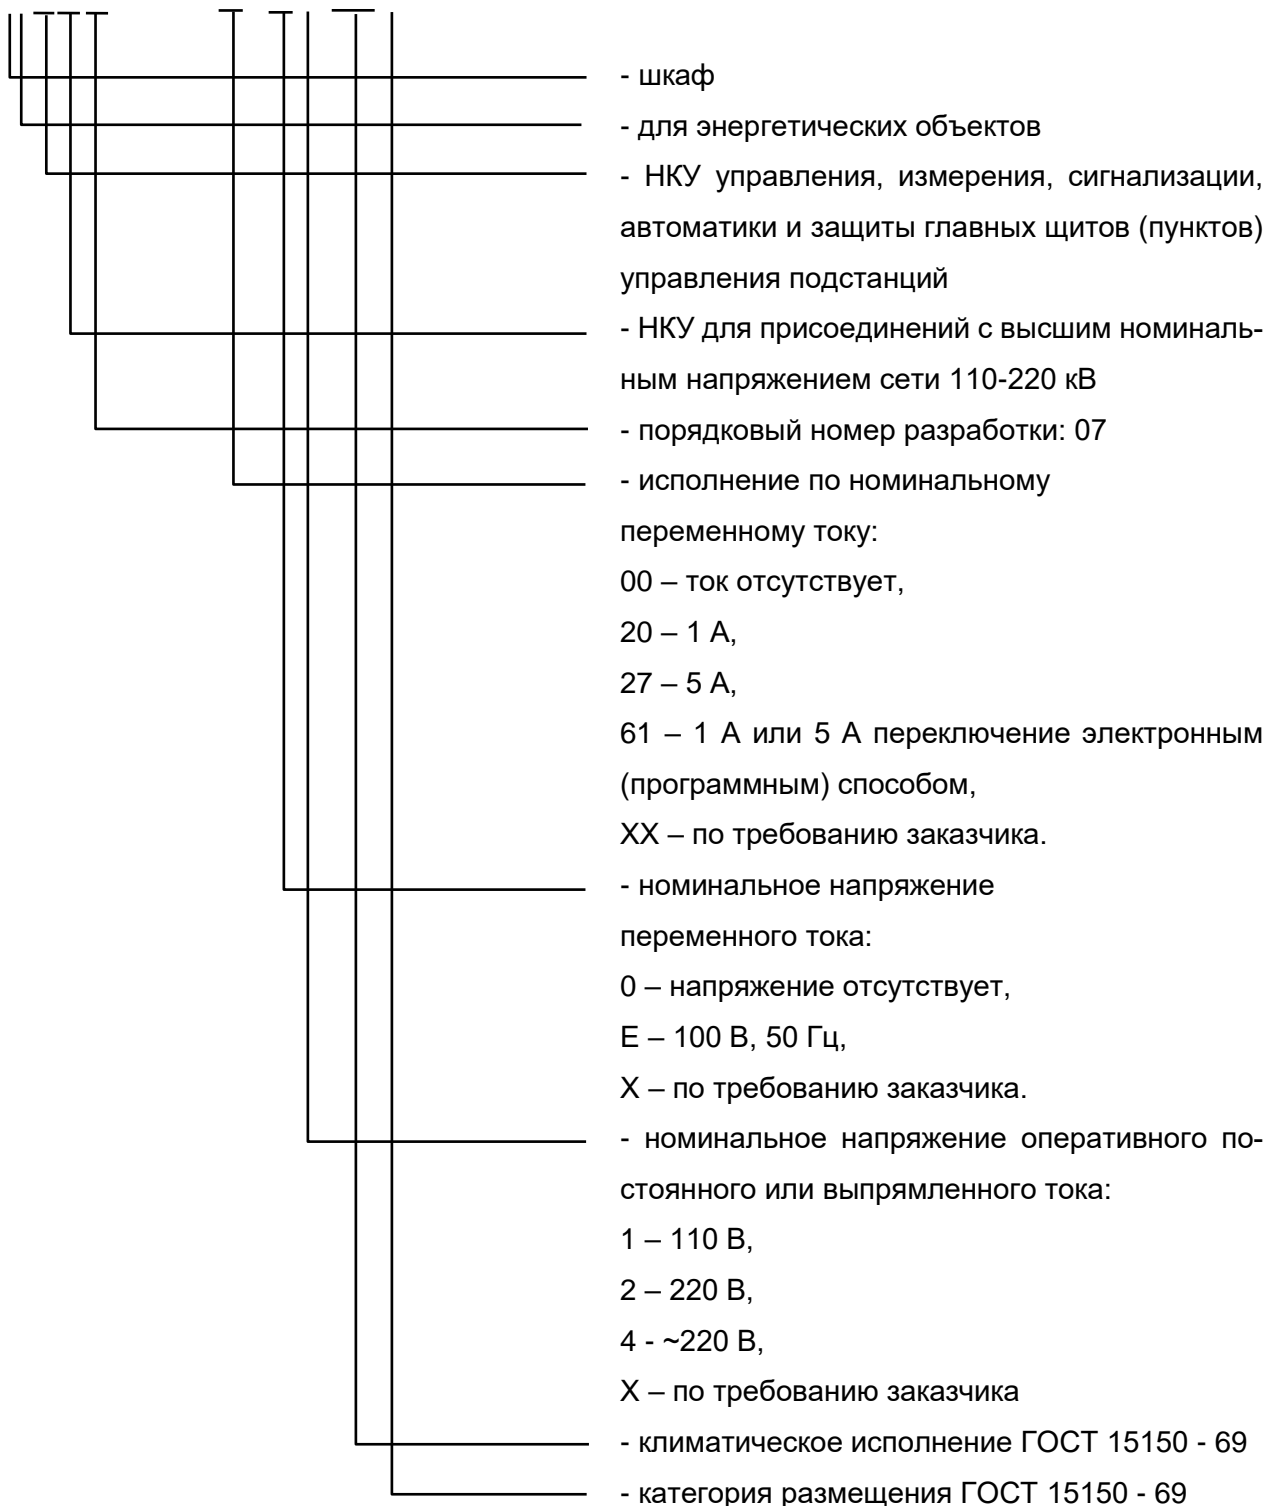 - шкаф
- для энергетических объектов
- НКУ управления, измерения, сигнализации,
автоматики и защиты главных щитов (пунктов)
управления подстанций
- НКУ для присоединений с высшим номиналь-
ным напряжением сети 110-220 кВ
- порядковый номер разработки: 07
- исполнение по номинальному
переменному току:
00 – ток отсутствует,
20 – 1 А,
27 – 5 А,
61 – 1 А или 5 А переключение электронным
(программным) способом,
ХХ – по требованию заказчика.
- номинальное напряжение
переменного тока:
0 – напряжение отсутствует,
Е – 100 В, 50 Гц,
Х – по требованию заказчика.
- номинальное напряжение оперативного по-
стоянного или выпрямленного тока:
1 – 110 В,
2 – 220 В,
4 - ~220 В,
Х – по требованию заказчика
- климатическое исполнение ГОСТ 15150 - 69
- категория размещения ГОСТ 15150 - 69